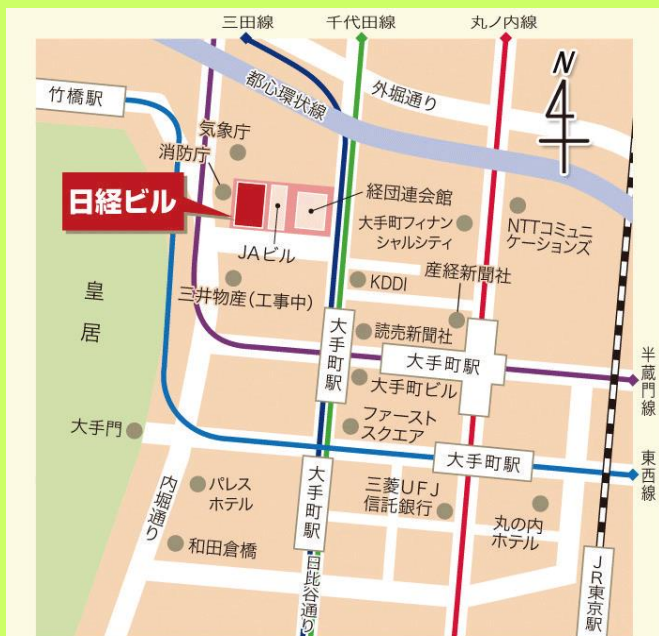 三田線
千代田線
丸ノ内線
竹橋駅
都心環状線
外堀通り
N
気象庁
消防庁
日経ビル
経団連会館
大手町フィナン
シャルシティ
NTTコミュニ
ケーションズ
JAビル
KDDI
産経新聞社
三井物産(工事中)
皇居
大手町駅
読売新聞社
大手町駅
半蔵門線
大手町ビル
大手門
ファースト
スクエア
大手町駅
東西線
内堀通り
パレス
ホテル
大手町駅
三菱UFJ
信託銀行
丸の内
ホテル
和田倉橋
日比谷通り
JR東京駅